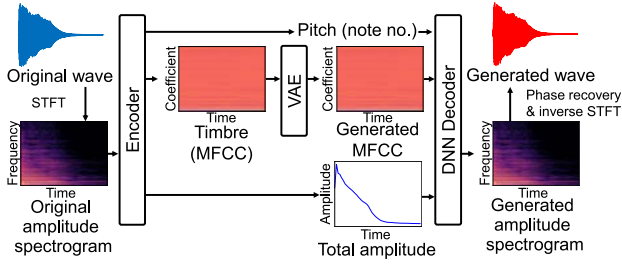 Original wave
STFT
Frequency
Time
Original
amplitude
spectrogram
Encoder
Pitch (note no.)
Coefficient
Time
Timbre
(MFCC)
VAE
Coefficient
Time
Generated
MFCC
Amplitude
Time
Total amplitude
DNN Decoder
Generated wave
Phase recovery
& inverse STFT
Frequency
Time
Generated
amplitude
spectrogram